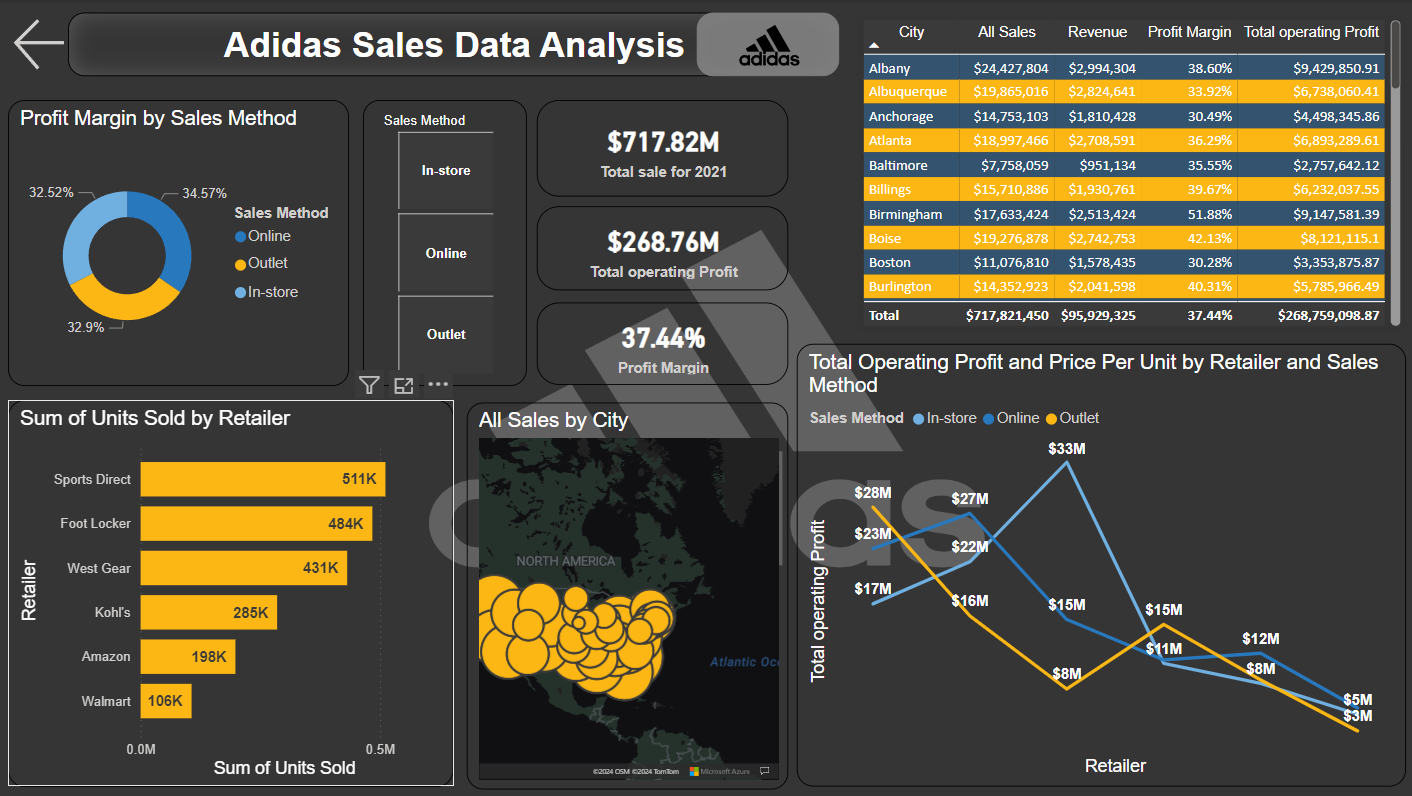 Adidas Sales Data Analysis
adidas
City All Sales Revenue Profit Margin Total operating Profit
Albany $24,427,804 $2,994,304 38.60% $9,429,850.91
Albuquerque $19,865,016 $2,824,641 33.92% $6,738,060.41
Anchorage $14,753,103 $1,810,428 30.49% $4,498,345.86
Atlanta $18,997,466 $2,708,591 36.29% $6,893,289.61
Baltimore $7,758,059 $951,134 35.55% $2,757,642.12
Billings $15,710,886 $1,930,761 39.67% $6,232,037.55
Birmingham $17,633,424 $2,513,424 51.88% $9,147,581.39
Boise $19,276,878 $2,742,753 42.13% $8,121,115.1
Boston $11,076,810 $1,578,435 30.28% $3,353,875.87
Burlington $14,352,923 $2,041,598 40.31% $5,785,966.49
Total $717,821,450 $95,929,325 37.44% $268,759,098.87
Profit Margin by Sales Method
32.52%
34.57%
32.9%
Sales Method
Online
Outlet
In-store
Sales Method
In-store
Online
Outlet
$717.82M
Total sale for 2021
$268.76M
Total operating Profit
37.44%
Profit Margin
Sum of Units Sold by Retailer
Retailer
Sports Direct 511K
Foot Locker 484K
West Gear 431K
Kohl's 285K
Amazon 198K
Walmart 106K
0.0M 0.5M
Sum of Units Sold
All Sales by City
NORTH AMERICA
Atlantic Oc
©2024 OSM ©2024 TomTom Microsoft Azure
Total Operating Profit and Price Per Unit by Retailer and Sales
Method
Sales Method In-store Online Outlet
Total operating Profit
$33M
$28M
$27M
$23M
$22M
$17M
$16M
$15M
$15M
$8M
$11M
$12M
$8M
$5M
$3M
Retailer
adidas